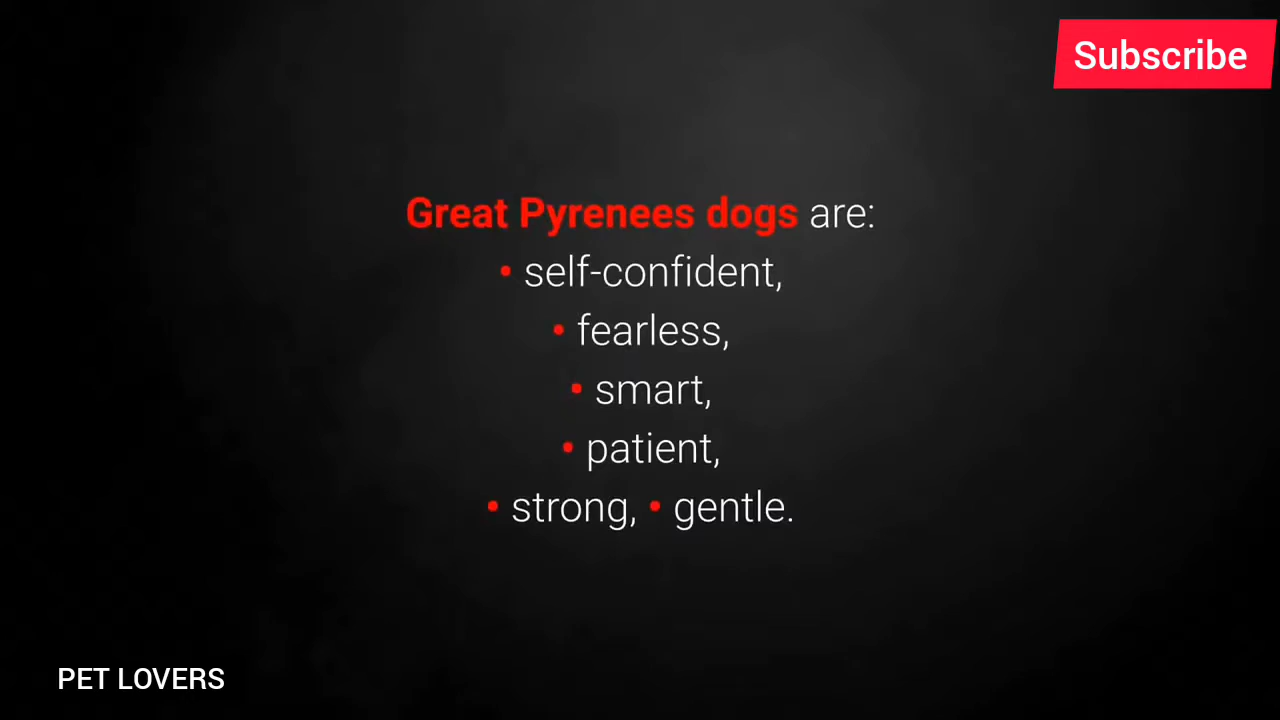 Subscribe
Great Pyrenees dogs are:
• self-confident,
• fearless,
• smart,
• patient,
• strong, • gentle.
PET LOVERS